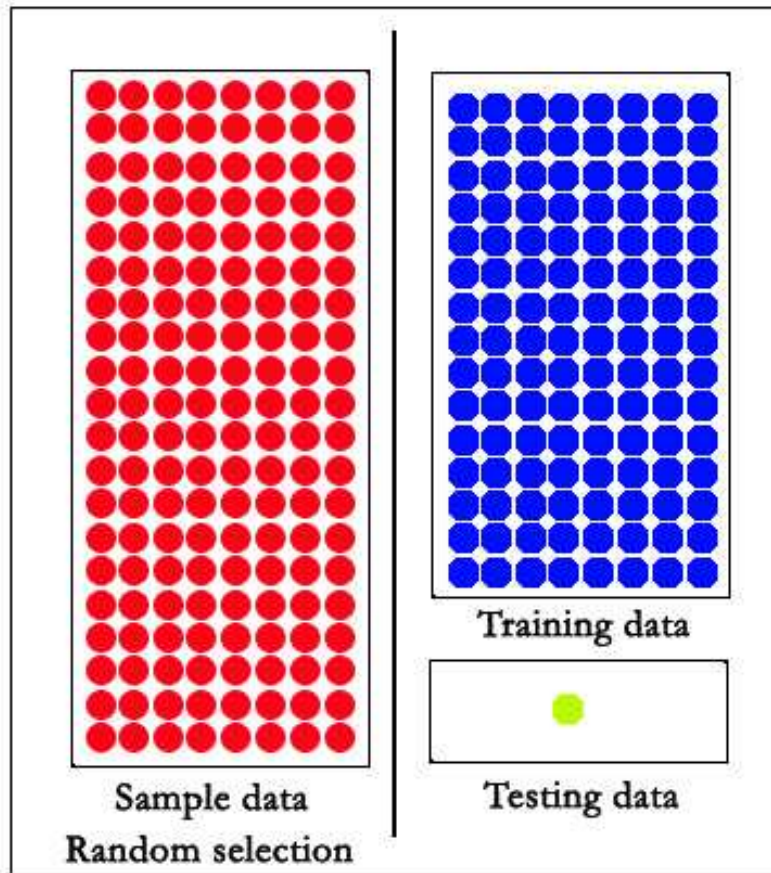 Sample data
Random selection
Training data
Testing data